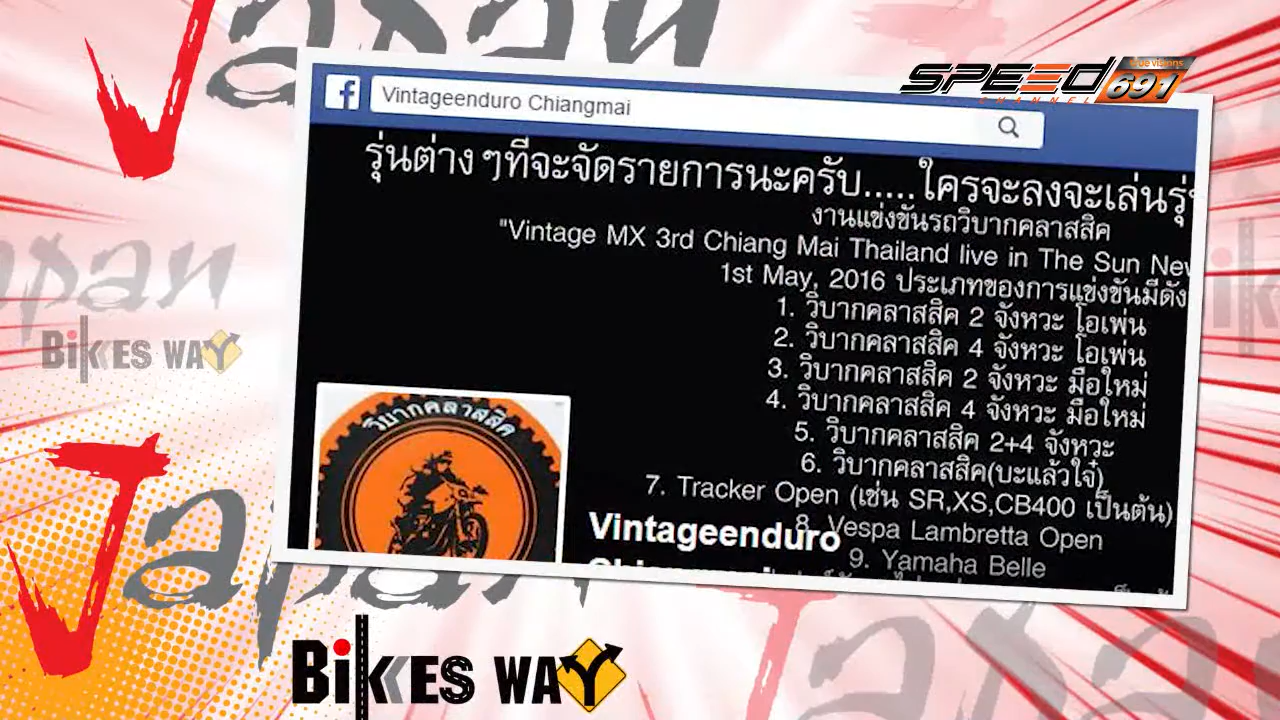 Japan
SPEED
true visions
CHANNEL 691
f
Vintageenduro Chiangmai
รุ่นต่าง ๆที่จะจัดรายการนะครับ.....ใครจะลงจะเล่นรุ่
งานแข่งขันรถวิบากคลาสสิค
"Vintage MX 3rd Chiang Mai Thailand live in The Sun
1st May, 2016 ประเภทของการแข่งขันมีดัง
1. วิบากคลาสสิค 2 จังหวะ โอเพ่น
2. วิบากคลาสสิค 4 จังหวะ โอเพ่น
3. วิบากคลาสสิค 2 จังหวะ มือใหม่
4. วิบากคลาสสิค 4 จังหวะ มือใหม่
5. วิบากคลาสสิค 2+4 จังหวะ
6. วิบากคลาสสิค(บะแล้วใจ๋)
7. Tracker Open (เช่น SR,XS,CB400 เป็นต้น)
8. Vespa Lambretta Open
9. Yamaha Belle
วิบากคลาสสิค
Vintageenduro
Chiangmai
Japan
BIKES WAY
Japan
Japan
BIKES WAY